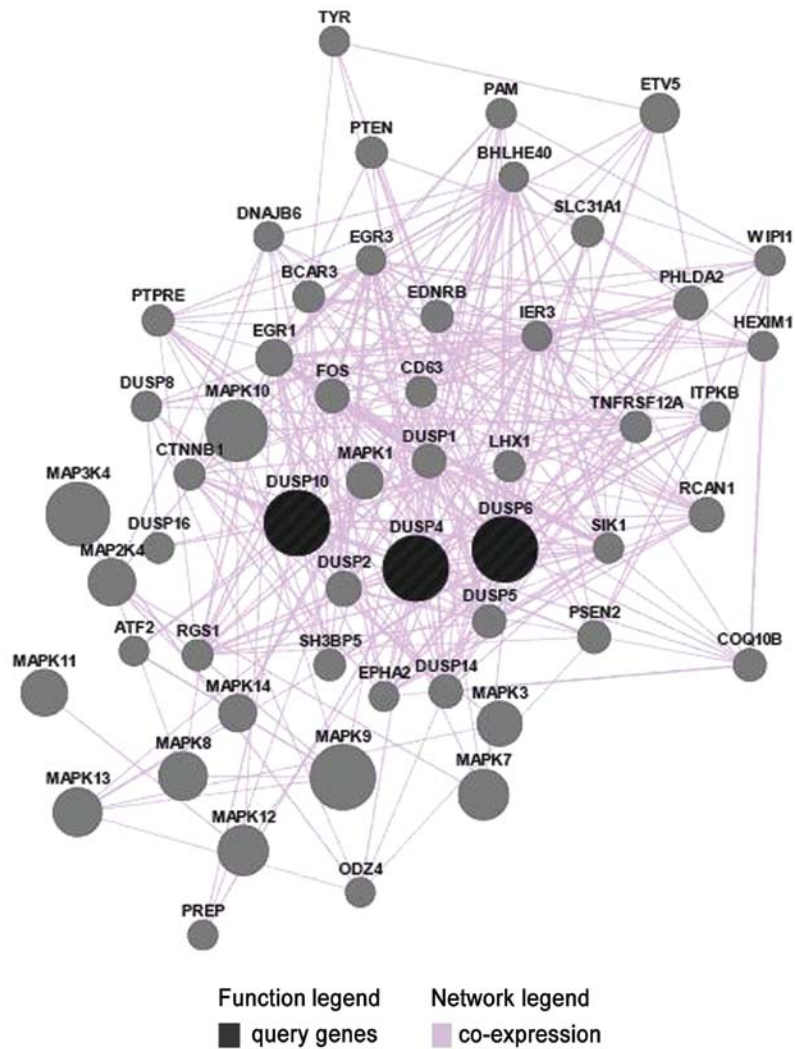 TYR
ETV5
PAM
PTEN
BHLHE40
SLC31A1
DNAJB6
EGR3
WIPI1
BCAR3
PHLDA2
EDNRB
PTPRE
IER3
HEXIM1
EGR1
FOS
CD63
DUSP8
MAPK10
ITPKB
TNFRSF12A
DUSP1
LHX1
CTNNB1
MAPK1
MAP3K4
DUSP10
RCAN1
DUSP6
DUSP16
DUSP4
SIK1
MAP2K4
DUSP2
DUSP5
PSEN2
ATF2
RGS1
SH3BP5
COQ10B
MAPK11
EPHA2
DUSP14
MAPK14
MAPK3
MAPK8
MAPK9
MAPK7
MAPK13
MAPK12
ODZ4
PREP
Function legend Network legend
query genes co-expression